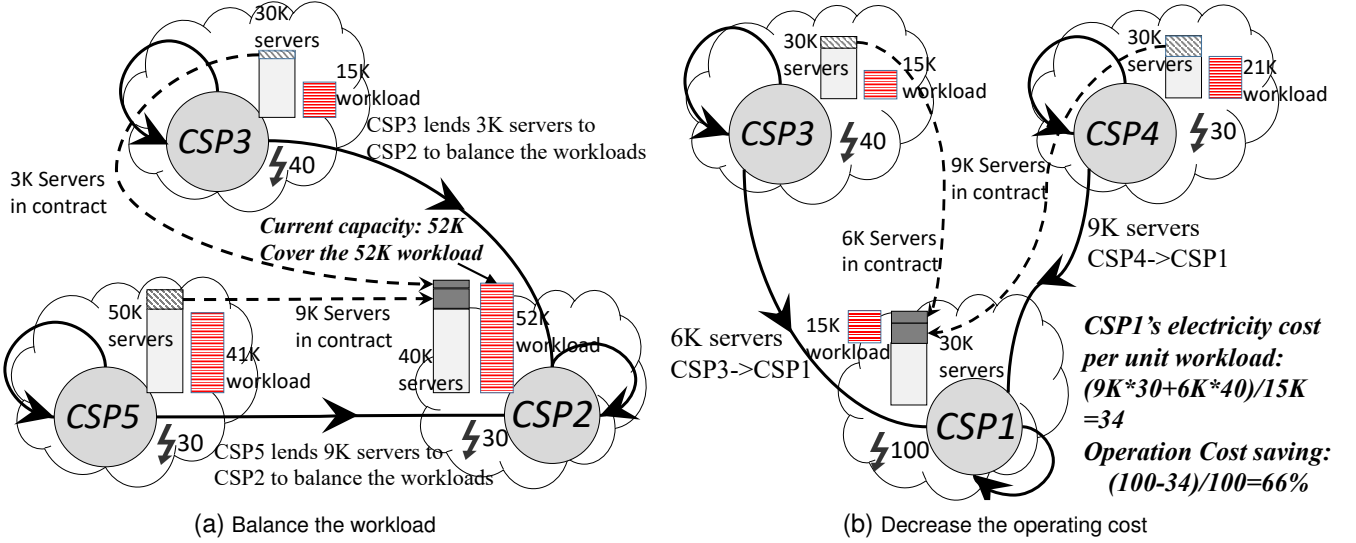 30K
servers
15K
workload
CSP3
40
CSP3 lends 3K servers to
CSP2 to balance the workloads
3K Servers
in contract
Current capacity: 52K
Cover the 52K workload
50K
servers
41K
workload
9K Servers
in contract
40K
servers
52K
workload
CSP5
30
CSP5 lends 9K servers to
CSP2 to balance the workloads
30
CSP2
(a) Balance the workload
30K
servers
15K
workload
CSP3
40
30K
servers
21K
workload
CSP4
30
9K Servers
in contract
6K Servers
in contract
9K servers
CSP4->CSP1
6K servers
CSP3->CSP1
15K
workload
30K
servers
CSP1
100
CSP1's electricity cost
per unit workload:
(9K*30+6K*40)/15K
=34
Operation Cost saving:
(100-34)/100=66%
(b) Decrease the operating cost